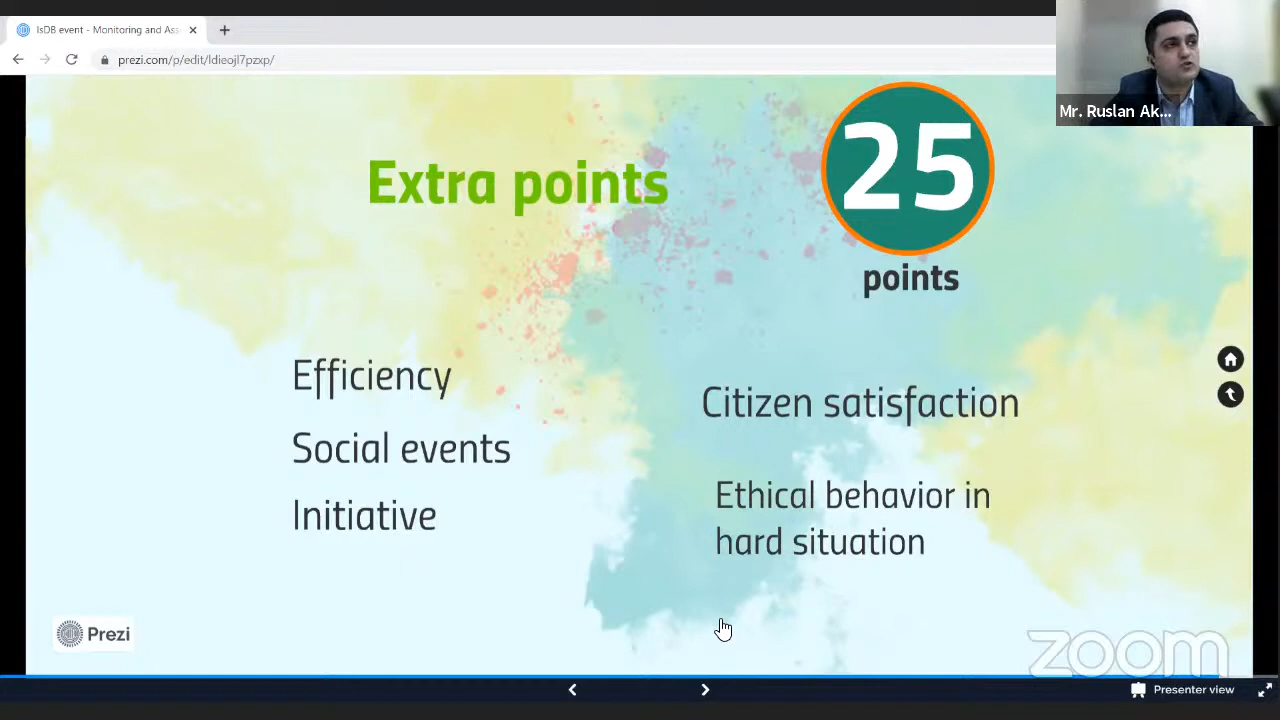 IsDB event - Monitoring and Ass
prezi.com/p/edit/ldieojl7pzxp/
Mr. Ruslan Ak...
Extra points
25
points
Efficiency
Social events
Initiative
Citizen satisfaction
Ethical behavior in
hard situation
Prezi
zoom
Presenter view